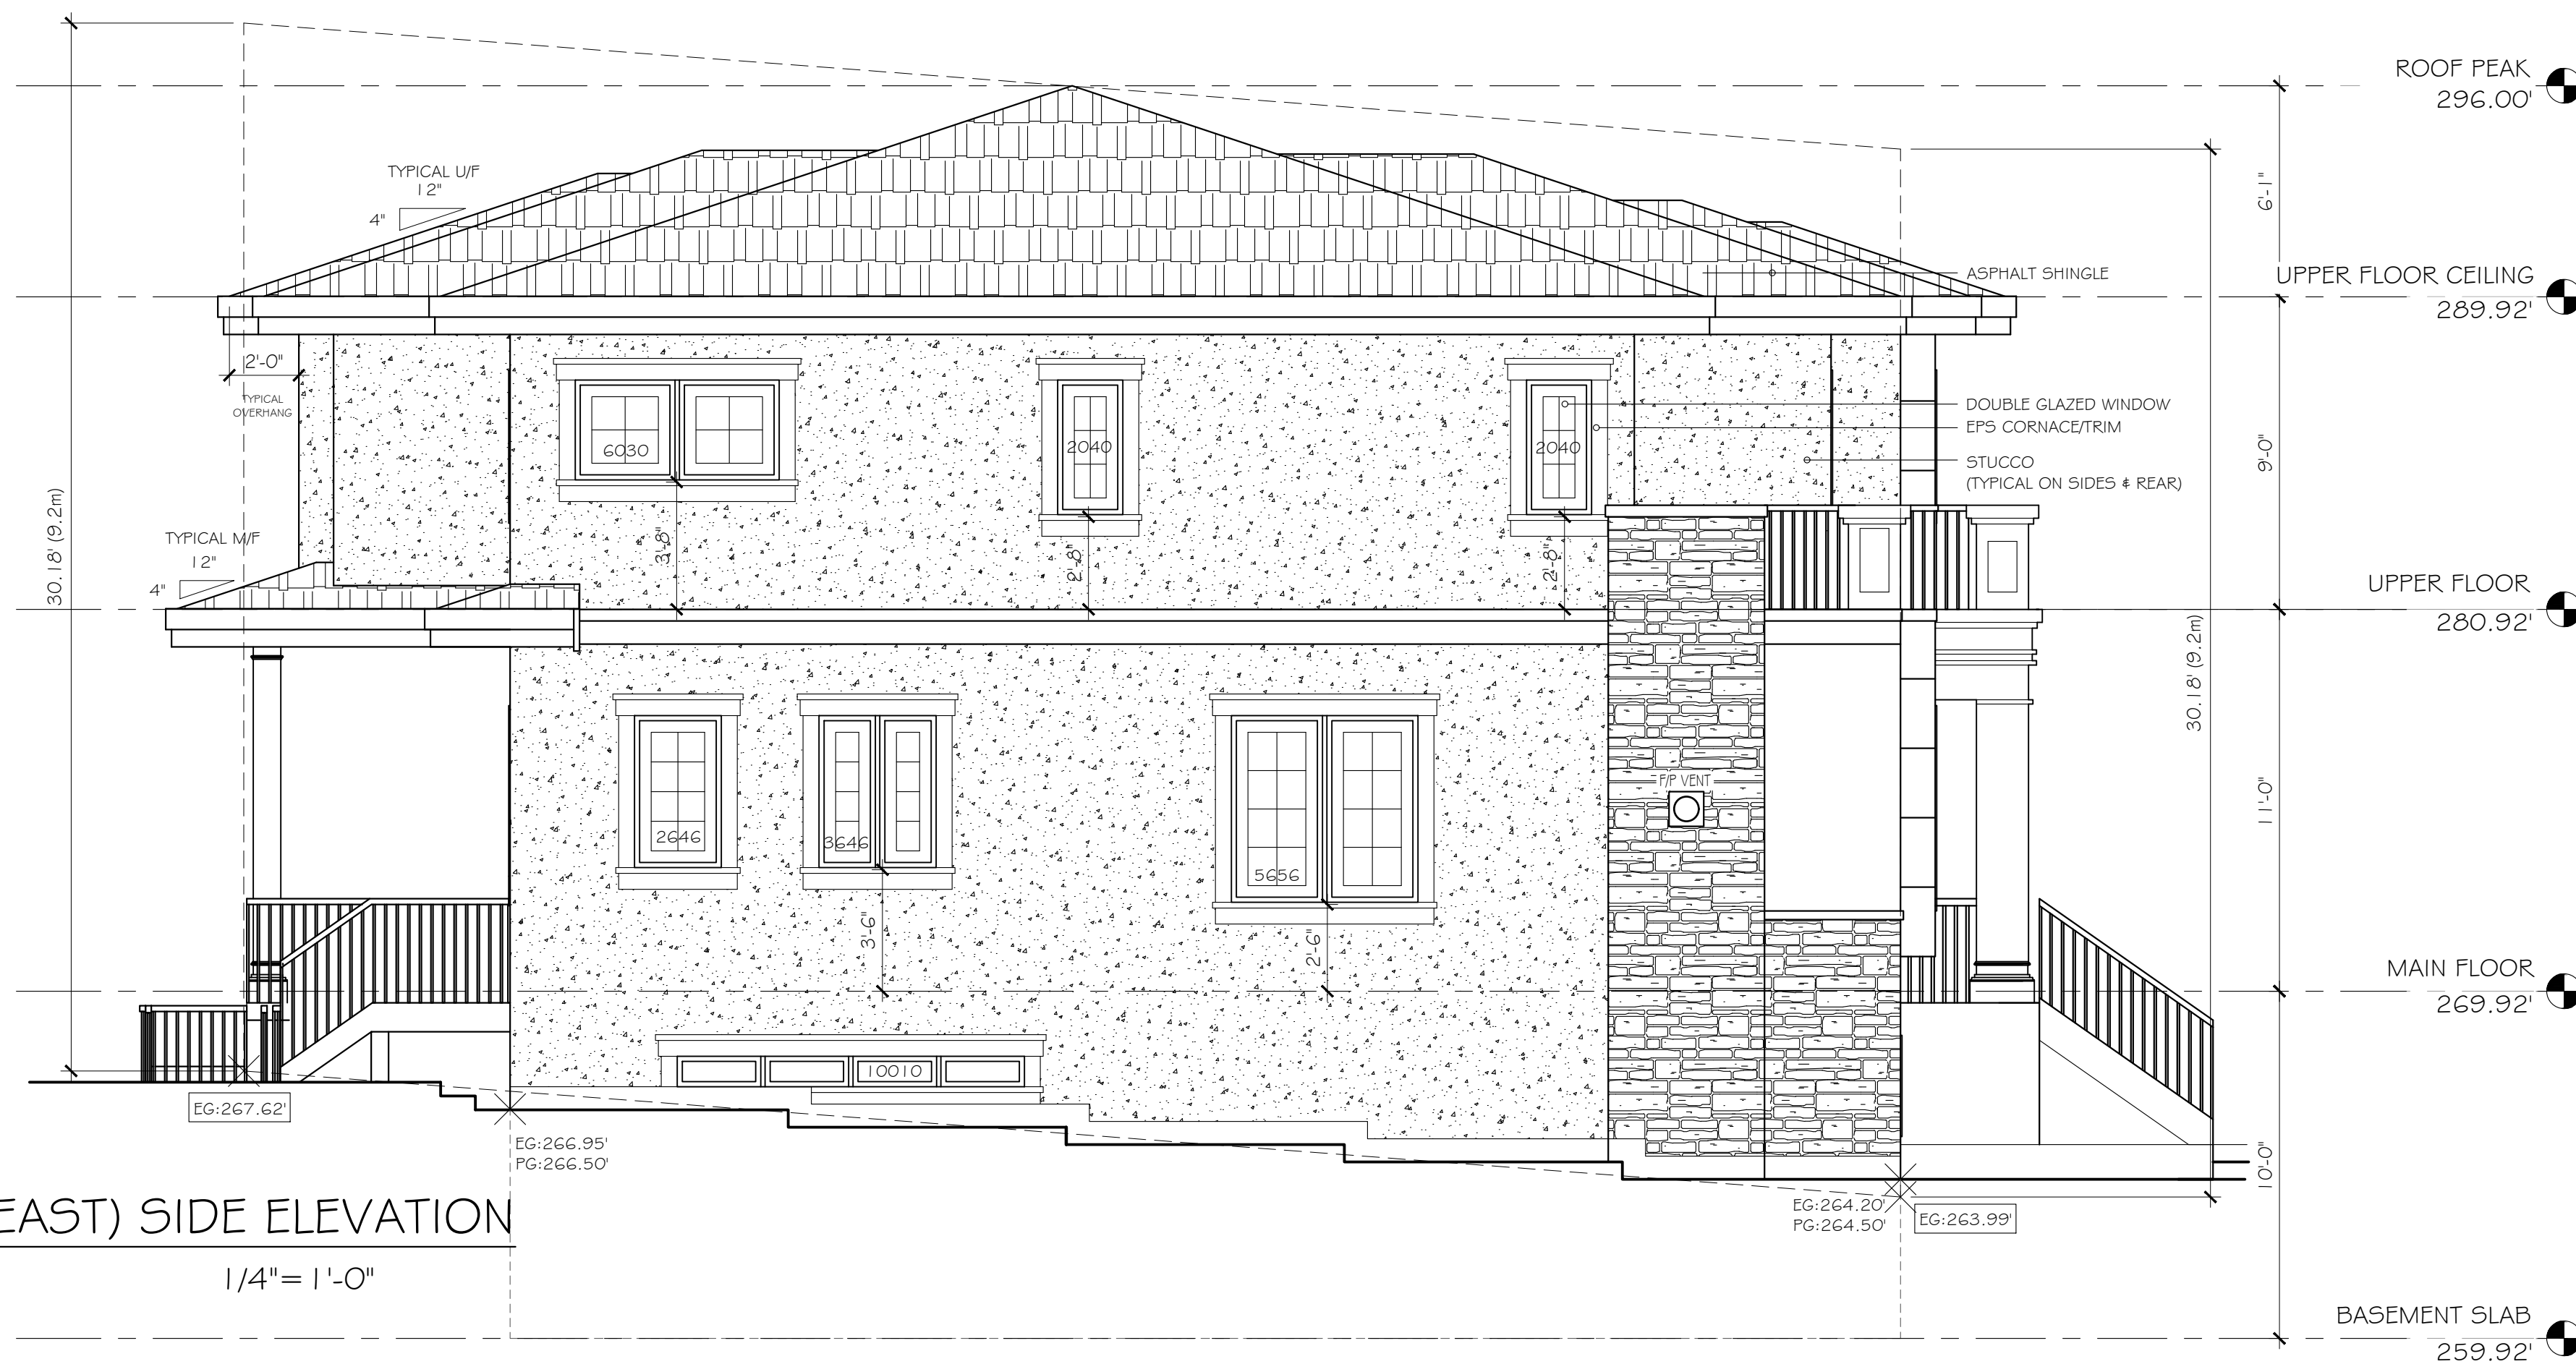 ROOF PEAK
296.00'
TYPICAL U/F
12"
4"
6'-1"
ASPHALT SHINGLE
UPPER FLOOR CEILING
289.92'
2'-0"
TYPICAL
OVERHANG
6030
2040
2040
DOUBLE GLAZED WINDOW
EPS CORNACE/TRIM
STUCCO
(TYPICAL ON SIDES & REAR)
9'-0"
30.18' (9.2m)
TYPICAL M/F
12"
4"
3'-8"
2'-8"
2'-8"
UPPER FLOOR
280.92'
30.18' (9.2m)
F/P VENT
2646
3646
5656
11'-0"
3'-6"
2'-6"
MAIN FLOOR
269.92'
10010
EG:267.62'
EG:266.95'
PG:266.50'
EG:264.20'
PG:264.50'
EG:263.99'
10'-0"
EAST) SIDE ELEVATION
1/4"=1'-0"
BASEMENT SLAB
259.92'